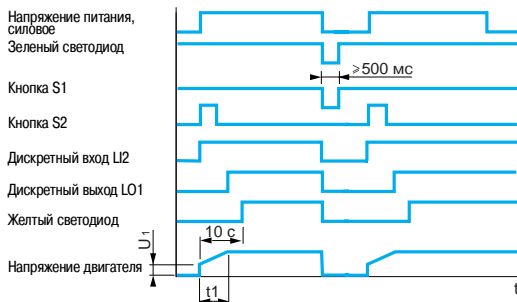 Напряжение питания,
силовое
Зеленый светодиод
≥500 мс
Кнопка S1
Кнопка S2
Дискретный вход LI2
Дискретный выход LO1
Желтый светодиод
10 c
U1
Напряжение двигателя
t
t1